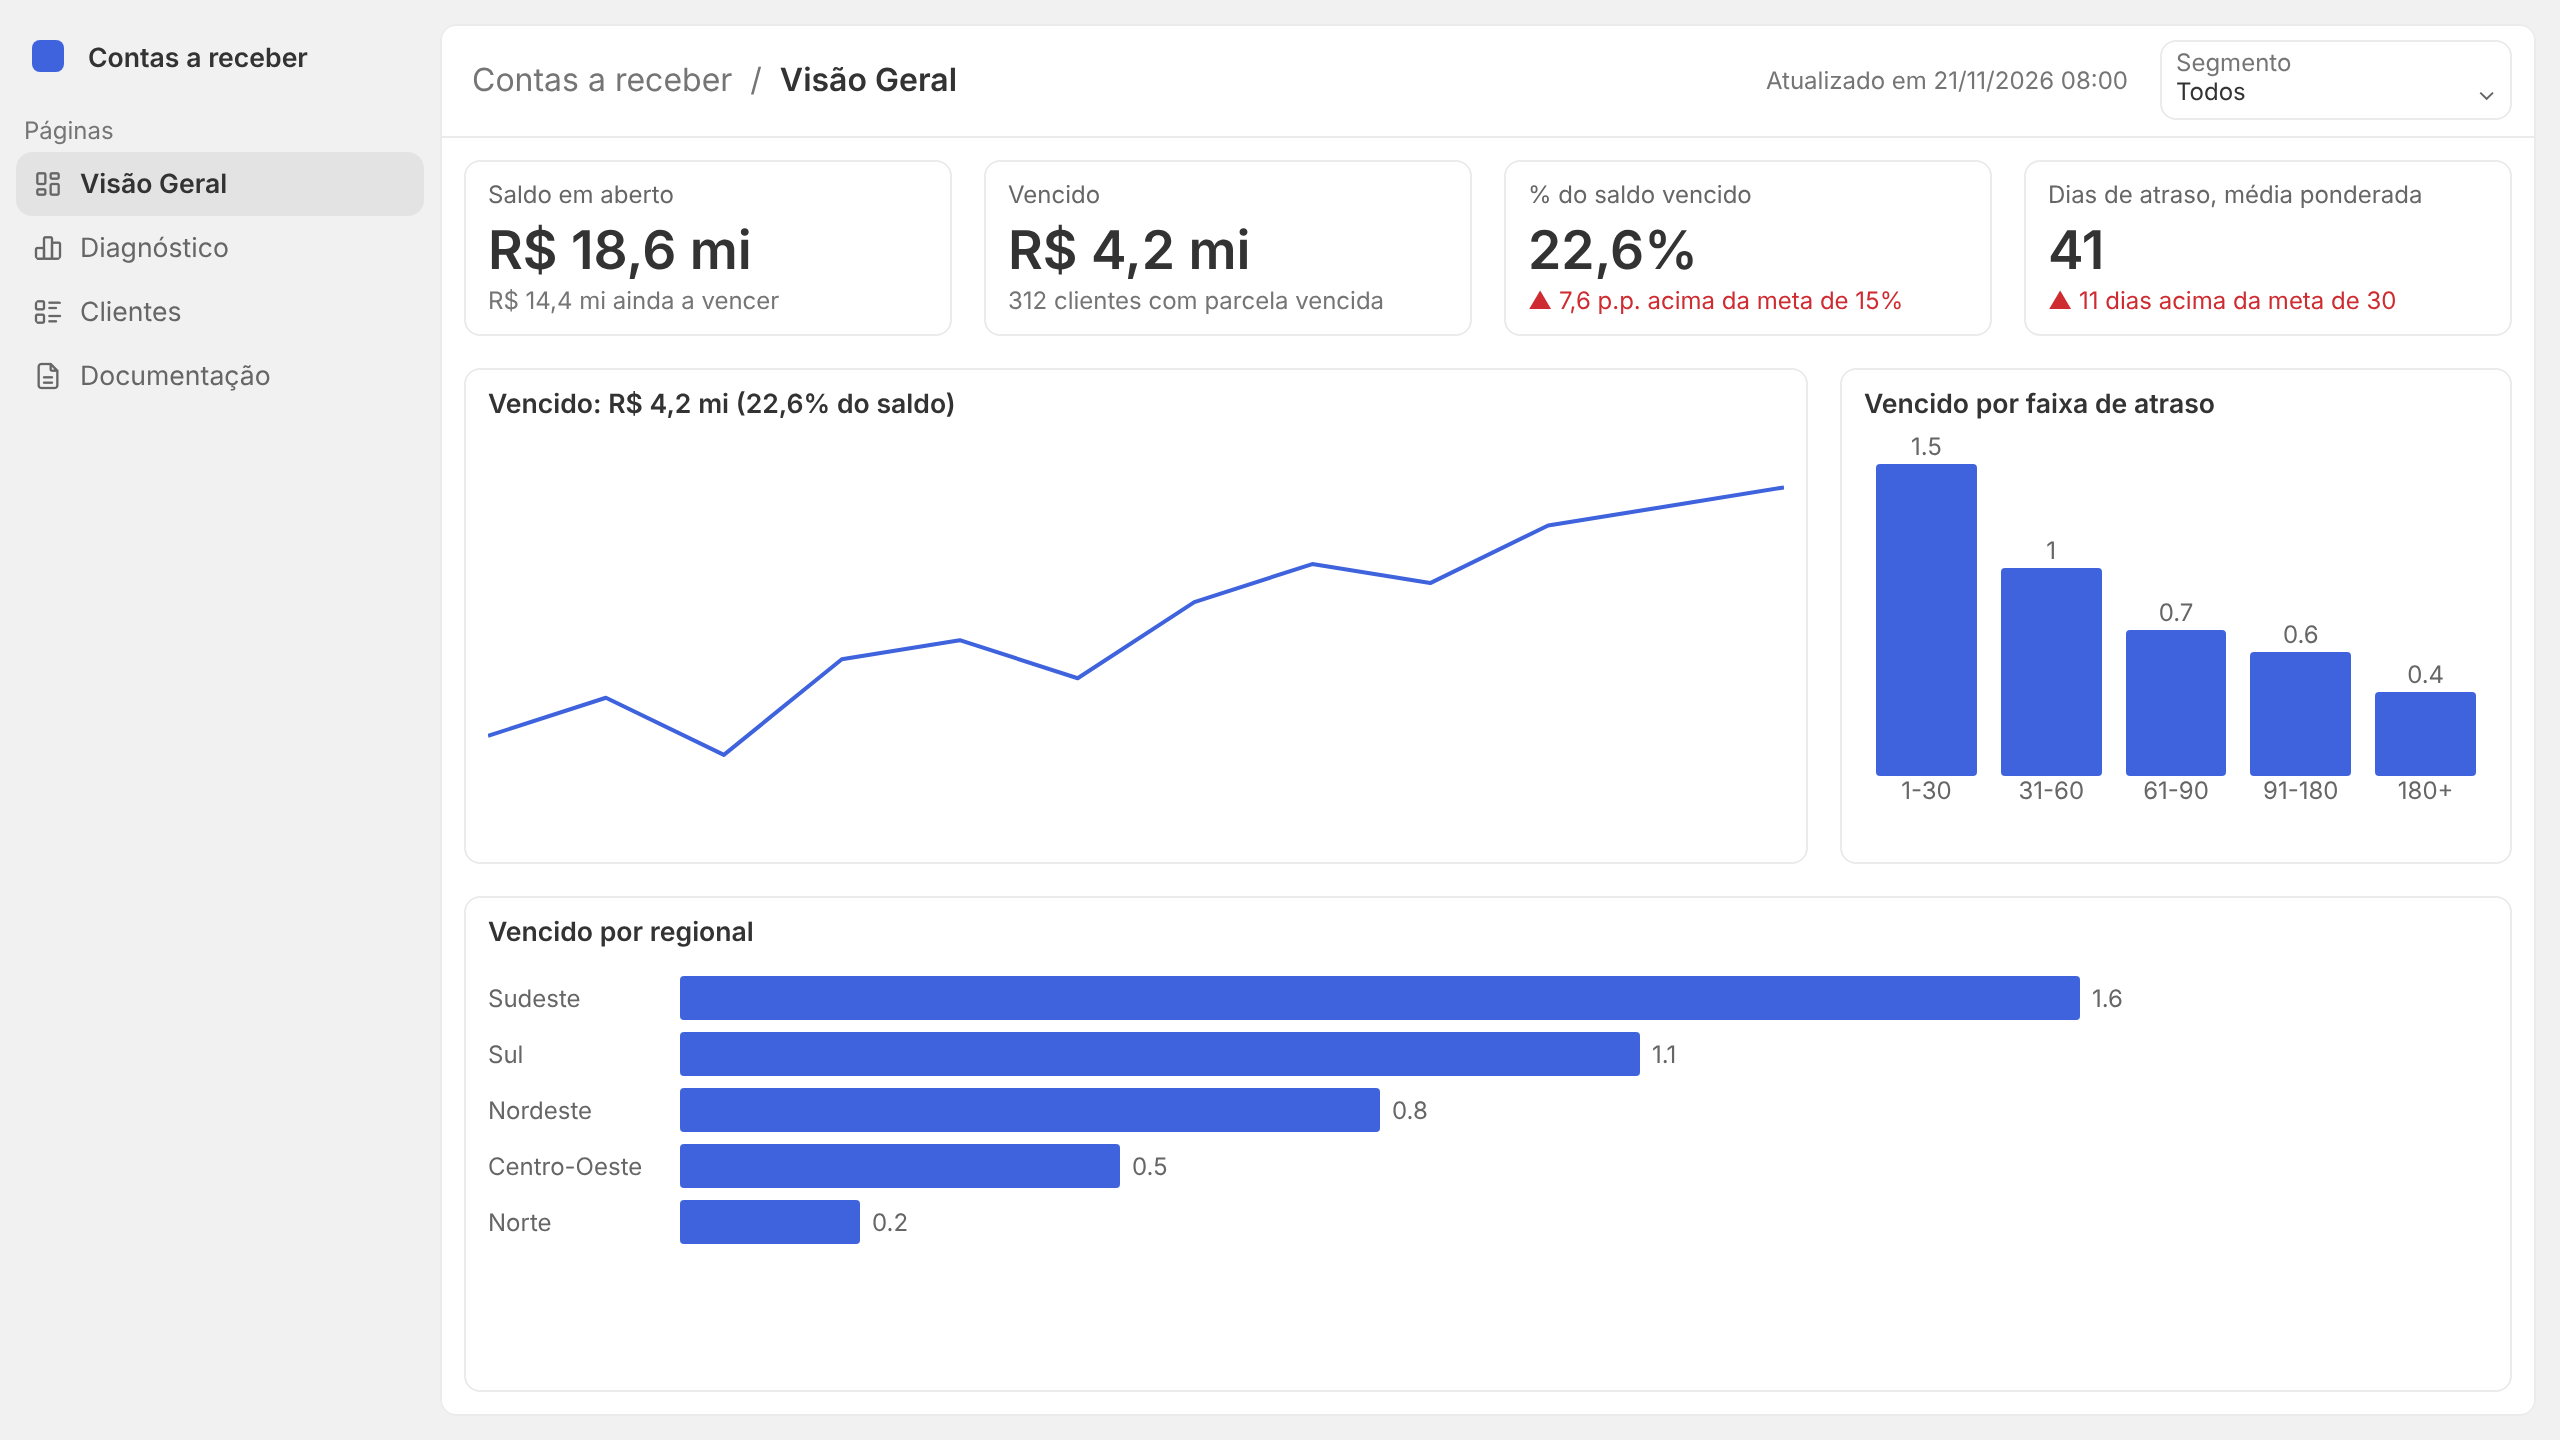 Contas a receber
Páginas
Visão Geral
Diagnóstico
Clientes
Documentação
Contas a receber / Visão Geral
Atualizado em 21/11/2026 08:00
Segmento
Todos
Saldo em aberto
R$ 18,6 mi
R$ 14,4 mi ainda a vencer
Vencido
R$ 4,2 mi
312 clientes com parcela vencida
% do saldo vencido
22,6%
▲ 7,6 p.p. acima da meta de 15%
Dias de atraso, média ponderada
41
▲ 11 dias acima da meta de 30
Vencido: R$ 4,2 mi (22,6% do saldo)
Vencido por faixa de atraso
1.5
1
0.7
0.6
0.4
1-30 31-60 61-90 91-180 180+
Vencido por regional
Sudeste 1.6
Sul 1.1
Nordeste 0.8
Centro-Oeste 0.5
Norte 0.2